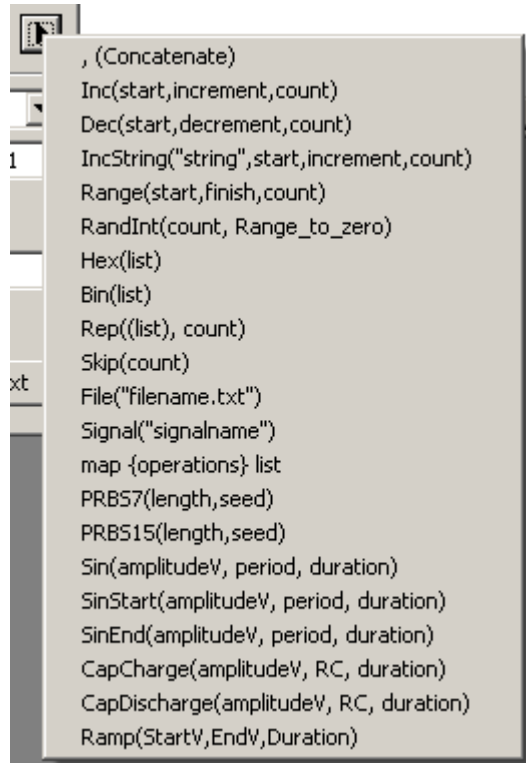 , (Concatenate)
Inc(start,increment,count)
Dec(start,decrement,count)
1
IncString("string",start,increment,count)
Range(start,finish,count)
RandInt(count, Range_to_zero)
Hex(list)
Bin(list)
Rep((list), count)
Skip(count)
xt
File("filename.txt")
Signal("signalname")
map {operations} list
PRBS7(length,seed)
PRBS15(length,seed)
Sin(amplitudeV, period, duration)
SinStart(amplitudeV, period, duration)
SinEnd(amplitudeV, period, duration)
CapCharge(amplitudeV, RC, duration)
CapDischarge(amplitudeV, RC, duration)
Ramp(StartV,EndV,Duration)